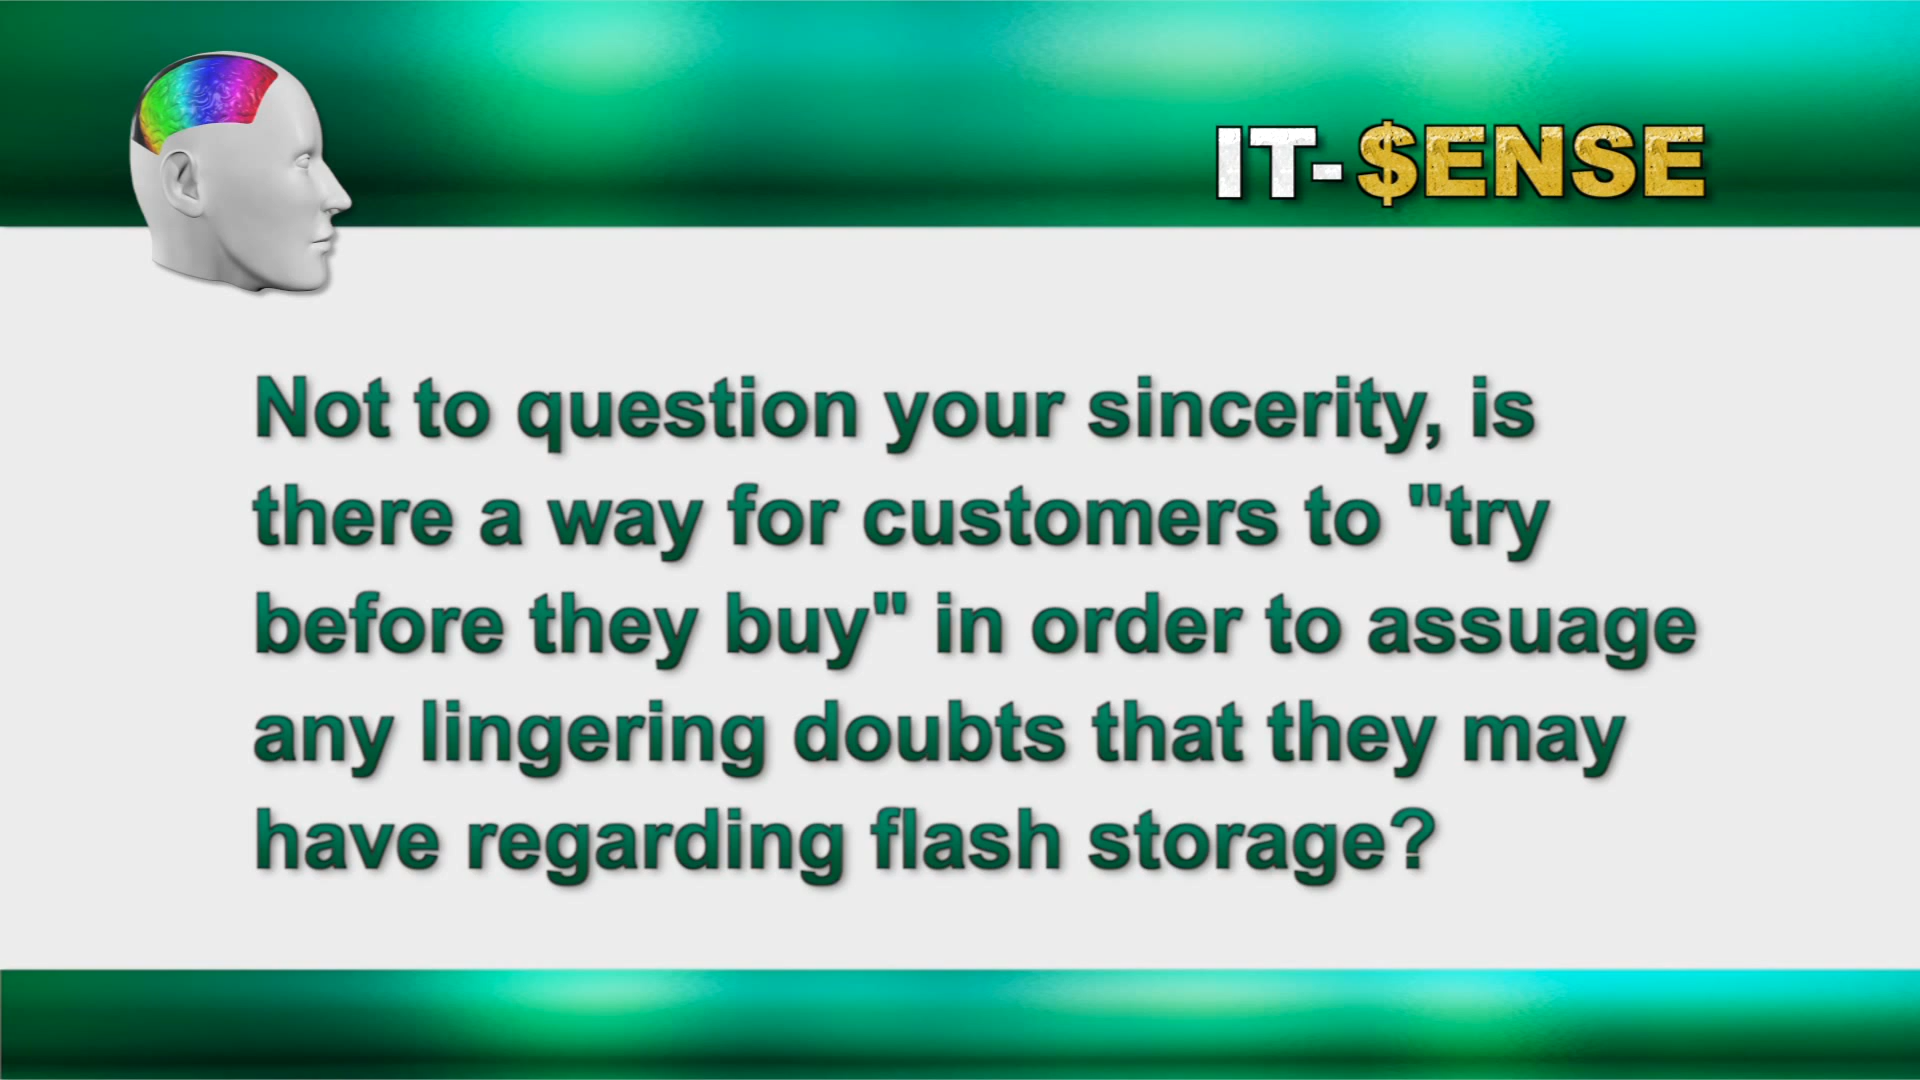 IT-$ENSE
Not to question your sincerity, is
there a way for customers to "try
before they buy" in order to assuage
any lingering doubts that they may
have regarding flash storage?